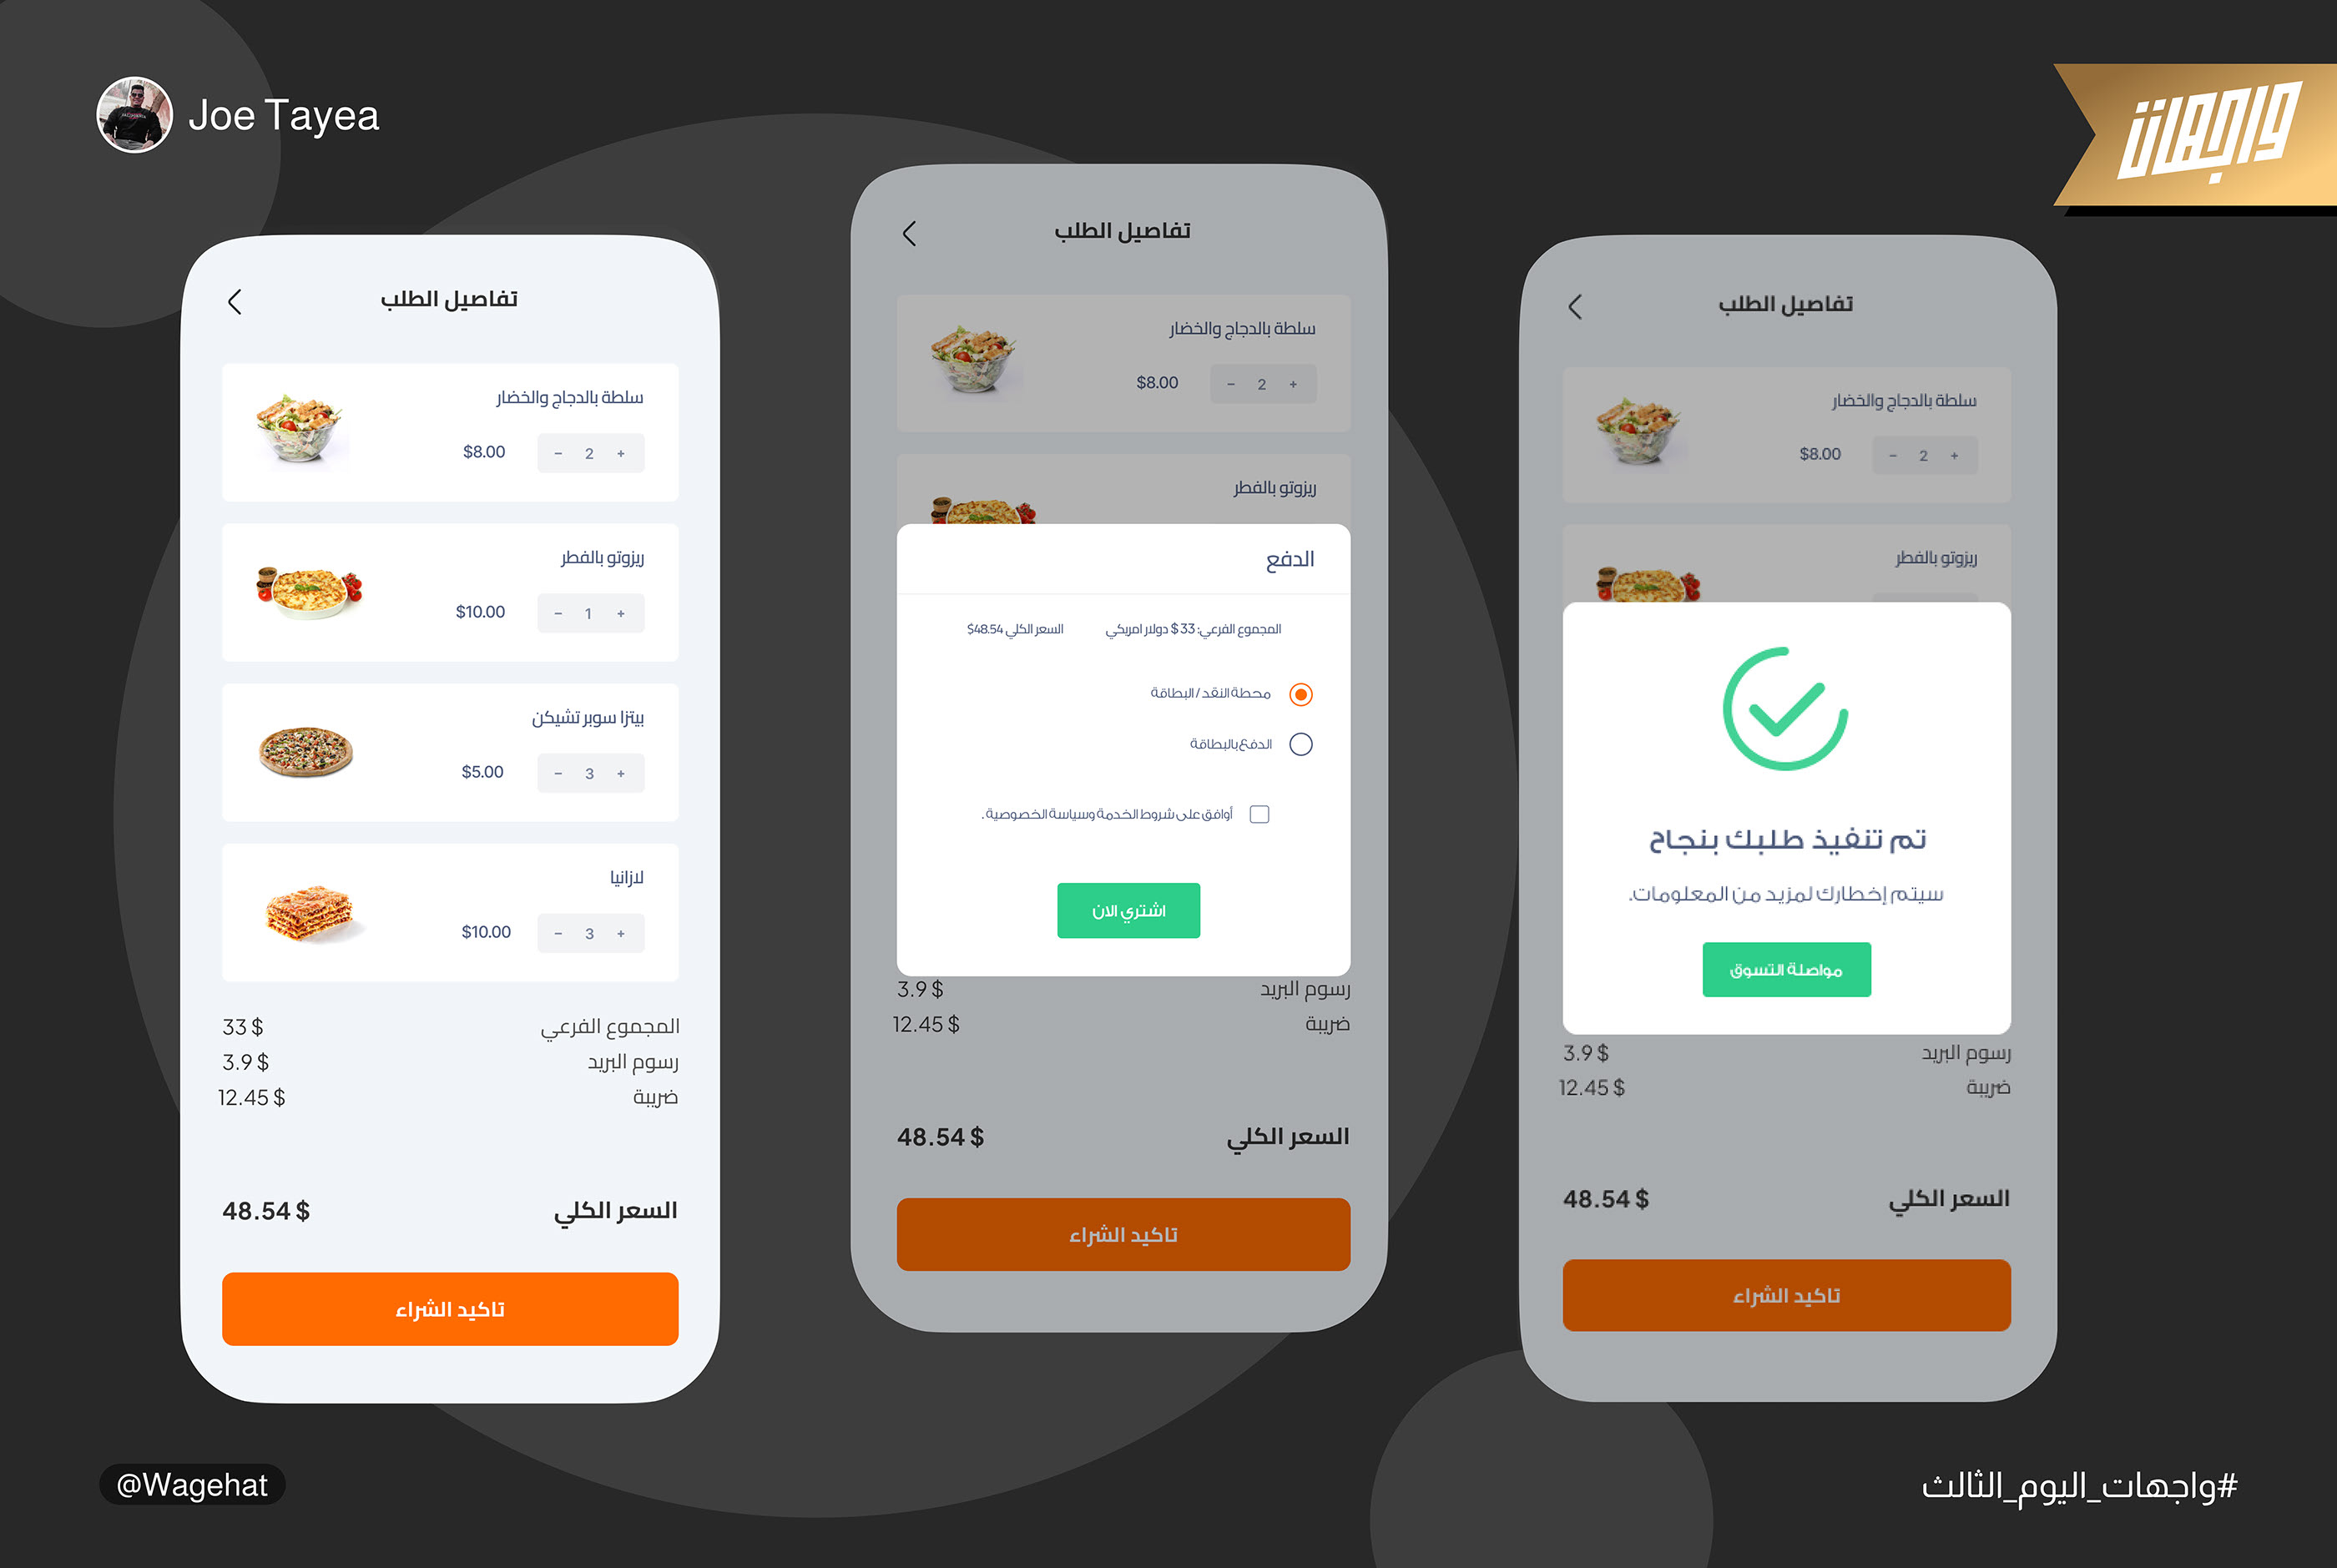 Joe Tayea
واجهات
تفاصيل الطلب
سلطة بالدجاج والخضار
$8.00 - 2 +
ريزوتو بالفطر
$10.00 - 1 +
بيتزا سوبر تشيكن
$5.00 - 3 +
لازانيا
$10.00 - 3 +
المجموع الفرعي 33 $
رسوم البريد 3.9 $
ضريبة 12.45 $
السعر الكلي 48.54 $
تاكيد الشراء
تفاصيل الطلب
سلطة بالدجاج والخضار
$8.00 - 2 +
ريزوتو بالفطر
الدفع
المجموع الفرعي: 33 $ دولار امريكي السعر الكلي 48.54$
محطة النقد / البطاقة
الدفع بالبطاقة
أوافق على شروط الخدمة وسياسة الخصوصية .
اشتري الان
رسوم البريد 3.9 $
ضريبة 12.45 $
السعر الكلي 48.54 $
تاكيد الشراء
تفاصيل الطلب
سلطة بالدجاج والخضار
$8.00 - 2 +
ريزوتو بالفطر
تم تنفيذ طلبك بنجاح
سيتم إخطارك لمزيد من المعلومات.
مواصلة التسوق
رسوم البريد 3.9 $
ضريبة 12.45 $
السعر الكلي 48.54 $
تاكيد الشراء
@Wagehat
#واجهات_اليوم_الثالث